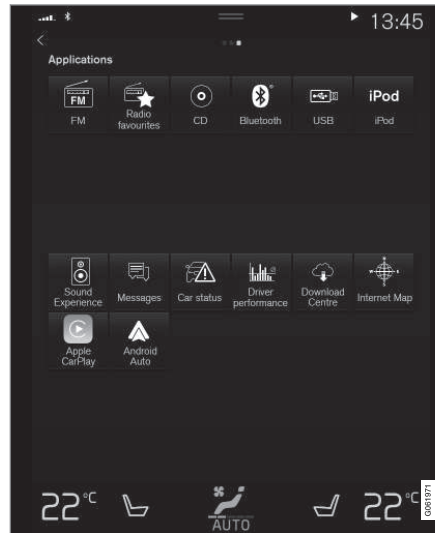 13:45
Applications
FM
iPod
FM
Radio
favourites
CD
Bluetooth
USB
iPod
Sound
Experience
Messages
Car status
Driver
performance
Download
Centre
Internet Map
Apple
CarPlay
Android
Auto
22°C
AUTO
22°C
G061971